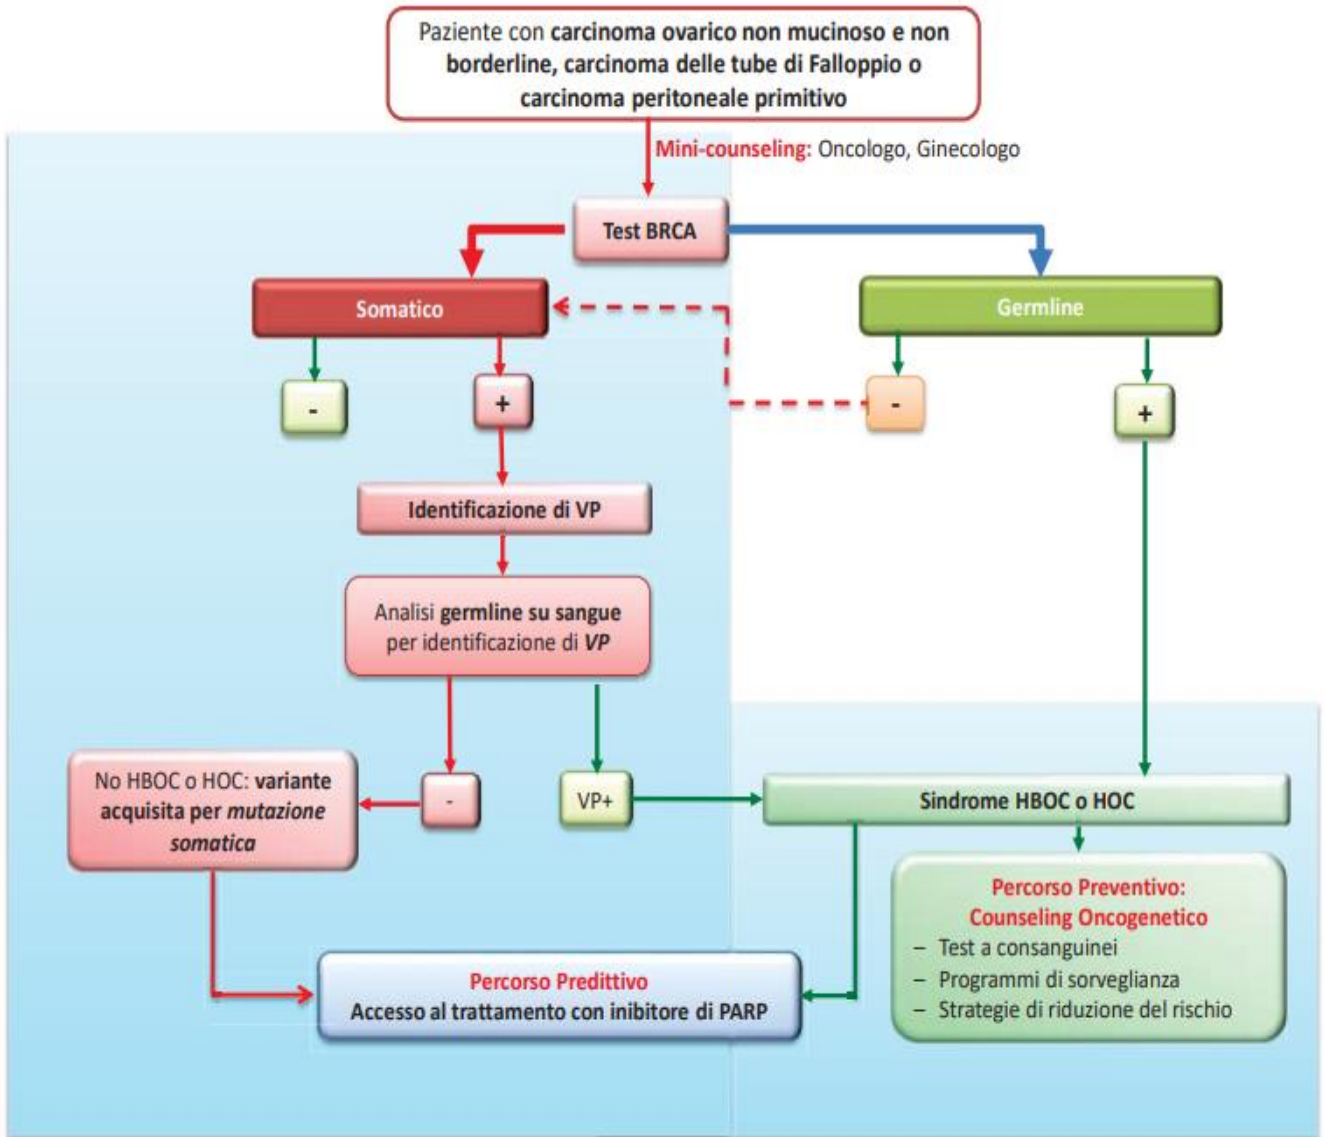 Paziente con carcinoma ovarico non mucinoso e non
borderline, carcinoma delle tube di Falloppio o
carcinoma peritoneale primitivo
Mini-counseling: Oncologo, Ginecologo
Test BRCA
Somatico
Germline
-
+
-
+
Identificazione di VP
Analisi germline su sangue
per identificazione di VP
No HBOC o HOC: variante
acquisita per mutazione
somatica
-
VP+
Sindrome HBOC o HOC
Percorso Preventivo:
Counseling Oncogenetico
– Test a consanguinei
– Programmi di sorveglianza
– Strategie di riduzione del rischio
Percorso Predittivo
Accesso al trattamento con inibitore di PARP